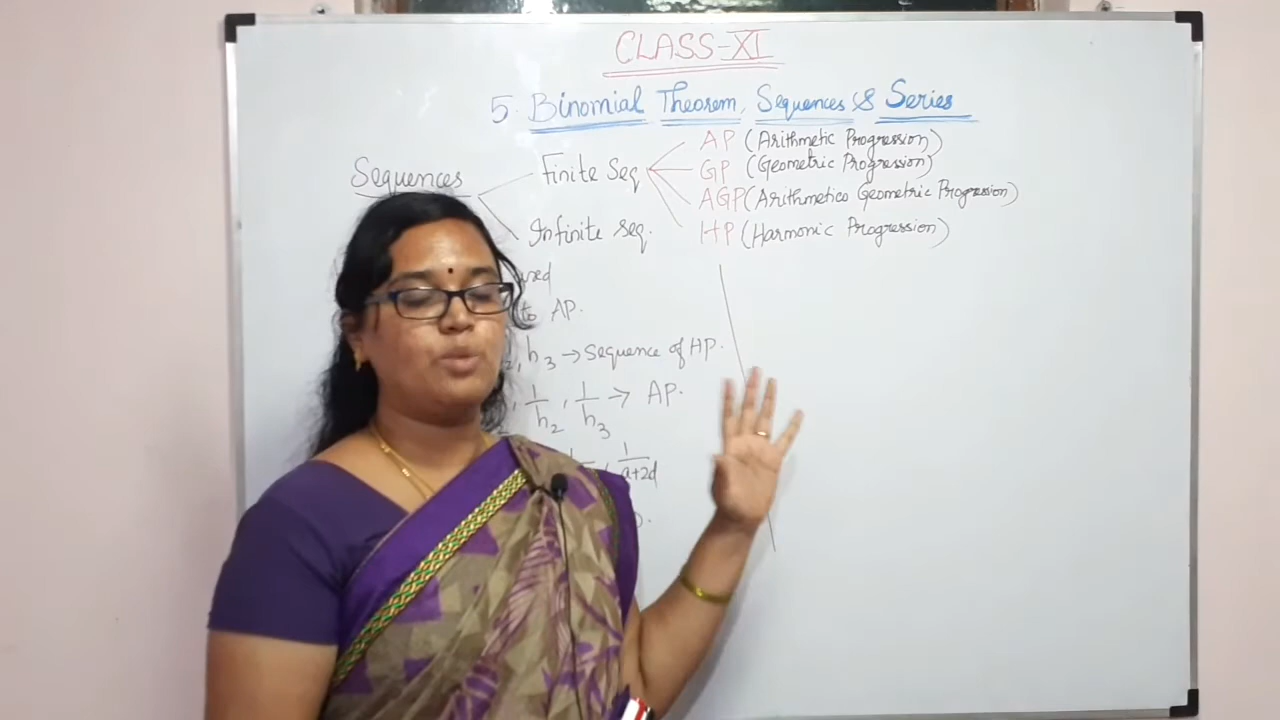 CLASS-XI
5. Binomial Theorem, Sequences & Series
Sequences
Finite Seq
Infinite seq.
AP (Arithmetic Progression)
GP (Geometric Progression)
AGP (Arithmetico Geometric Progression)
HP (Harmonic Progression)
to AP.
, h₃ → Sequence of HP.
, 1/h₂, 1/h₃ → AP.
, 1/a+2d